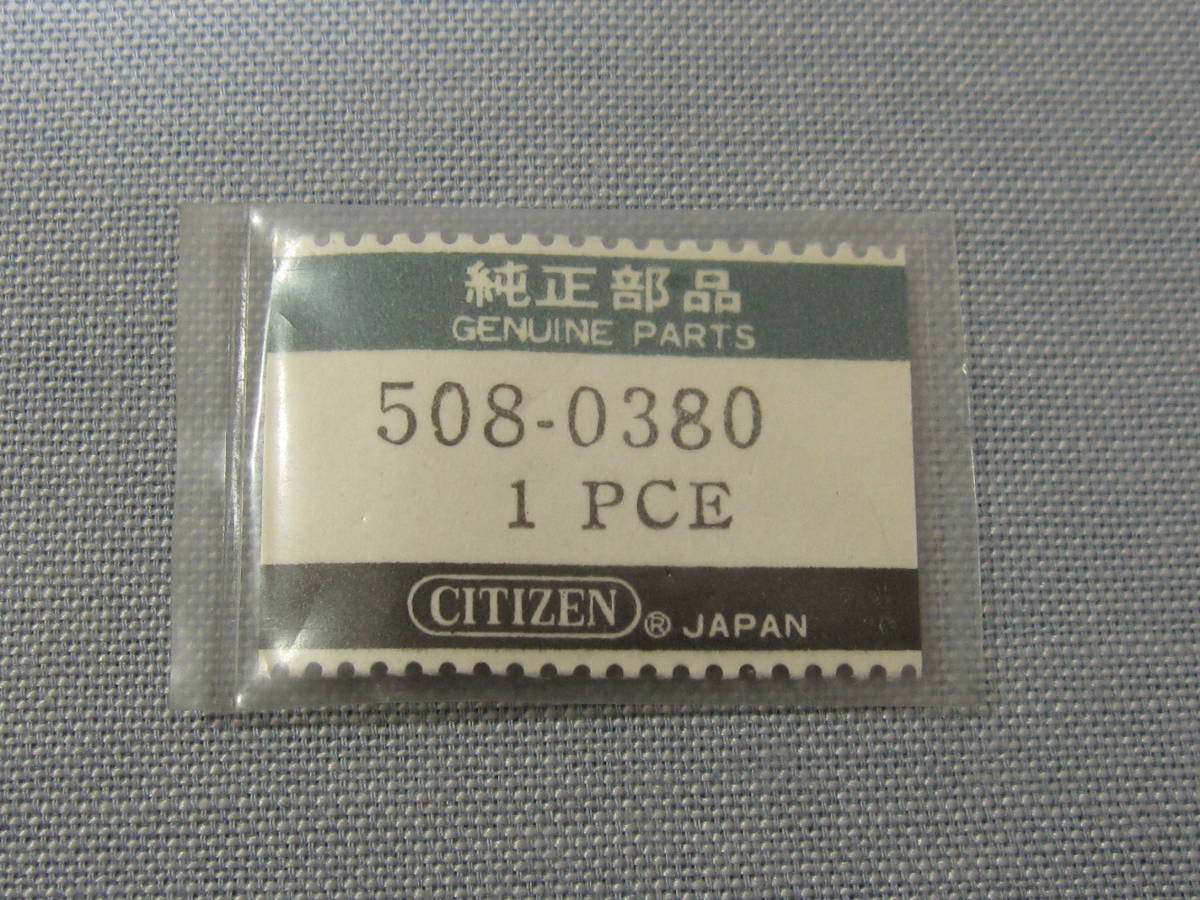 純正部品
GENUINE PARTS
508-0380
1 PCE
CITIZEN® JAPAN